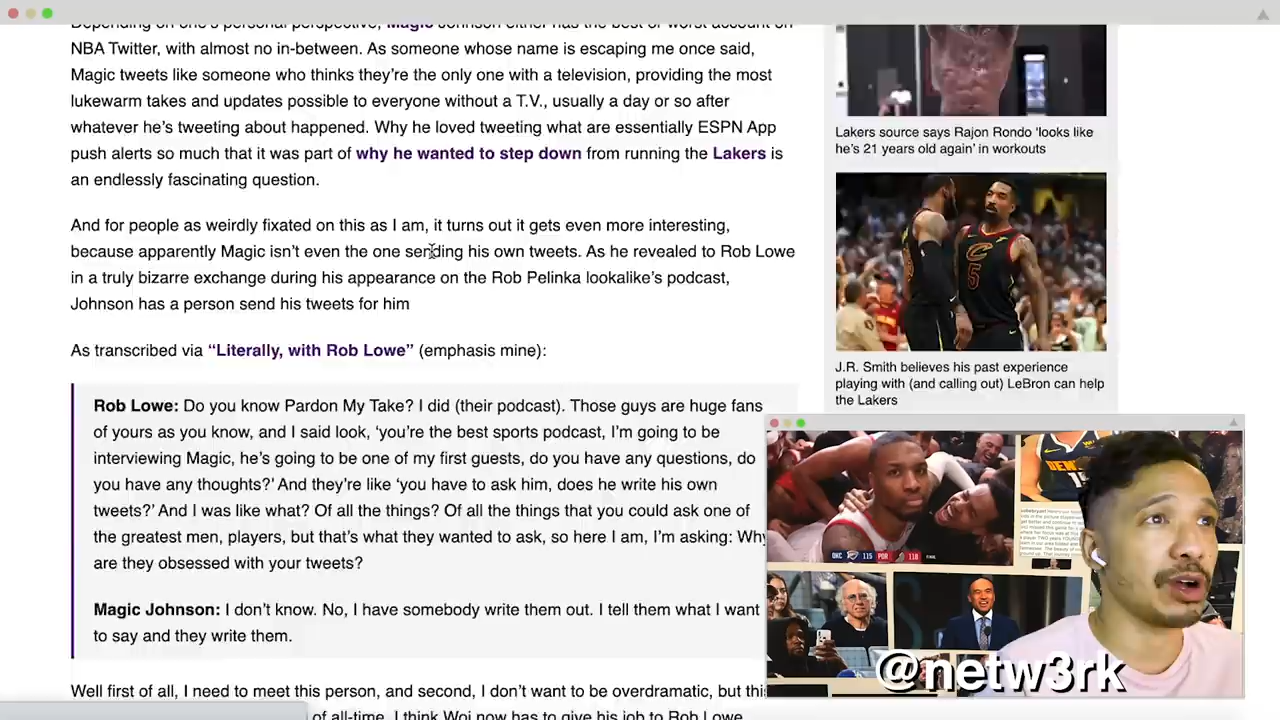 Depending on one's personal perspective, Magic Johnson either has the best or worst account on
NBA Twitter, with almost no in-between. As someone whose name is escaping me once said,
Magic tweets like someone who thinks they're the only one with a television, providing the most
lukewarm takes and updates possible to everyone without a T.V., usually a day or so after
whatever he's tweeting about happened. Why he loved tweeting what are essentially ESPN App
push alerts so much that it was part of why he wanted to step down from running the Lakers is
an endlessly fascinating question.
And for people as weirdly fixated on this as I am, it turns out it gets even more interesting,
because apparently Magic isn't even the one sending his own tweets. As he revealed to Rob Lowe
in a truly bizarre exchange during his appearance on the Rob Pelinka lookalike's podcast,
Johnson has a person send his tweets for him
As transcribed via “Literally, with Rob Lowe” (emphasis mine):
Rob Lowe: Do you know Pardon My Take? I did (their podcast). Those guys are huge fans
of yours as you know, and I said look, ‘you're the best sports podcast, I'm going to be
interviewing Magic, he's going to be one of my first guests, do you have any questions, do
you have any thoughts?’ And they're like ‘you have to ask him, does he write his own
tweets?’ And I was like what? Of all the things? Of all the things that you could ask one of
the greatest men, players, but that's what they wanted to ask, so here I am, I'm asking: Why
are they obsessed with your tweets?
Magic Johnson: I don't know. No, I have somebody write them out. I tell them what I want
to say and they write them.
Well first of all, I need to meet this person, and second, I don't want to be overdramatic, but this
of all-time. I think Woj now has to give his job to Rob Lowe.
Lakers source says Rajon Rondo ‘looks like
he's 21 years old again’ in workouts
J.R. Smith believes his past experience
playing with (and calling out) LeBron can help
the Lakers
OKC 115 POR 118
@netw3rk